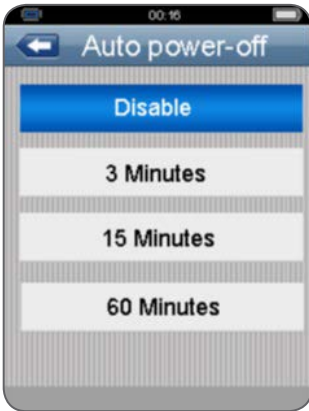 00:16
Auto power-off
Disable
3 Minutes
15 Minutes
60 Minutes